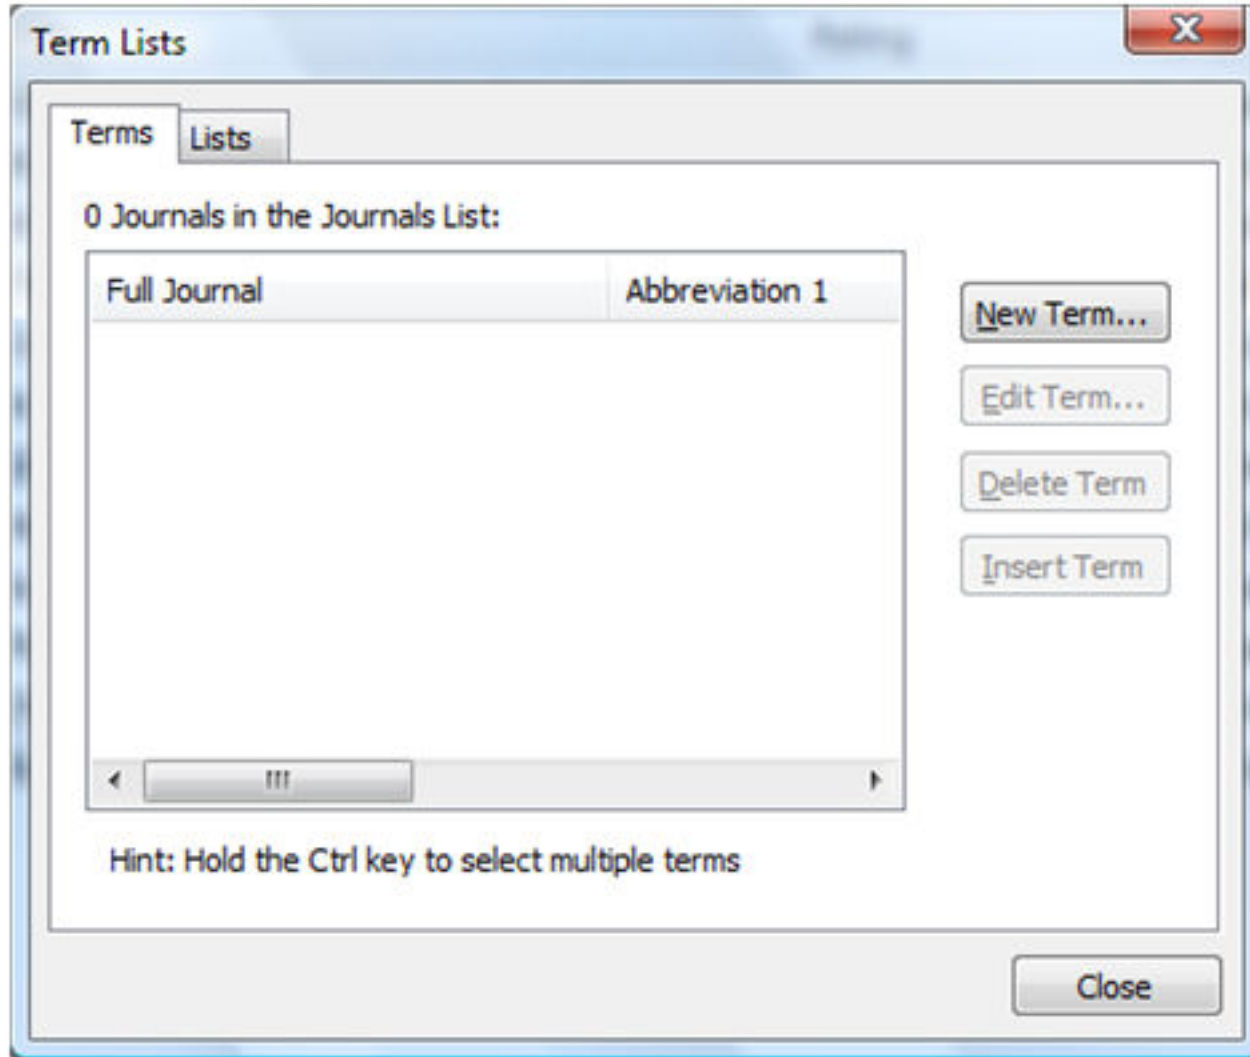 Term Lists
Terms
Lists
0 Journals in the Journals List:
Full Journal
Abbreviation 1
New Term...
Edit Term...
Delete Term
Insert Term
Hint: Hold the Ctrl key to select multiple terms
Close